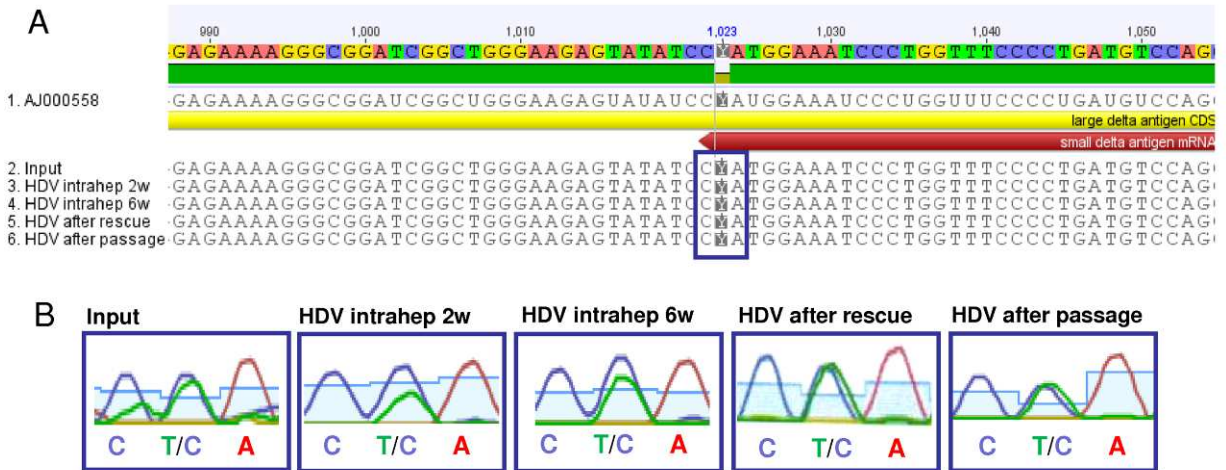 A
990 1,000 1,010 1,023 1,030 1,040 1,050
GAGAAAAGGGCGGATCGGCTGGGAAGAGTATATCCYATGGAAATCCCTGGTTTCCCCTGATGTCCAG
1. AJ000558 GAGAAAAGGGCGGAUCGGCUGGGAAGAGUAUAUCCYAUGGAAAUCCCUGGUUUCCCCUGAUGUCCAG
large delta antigen CDS
small delta antigen mRNA
2. Input GAGAAAAGGGCGGATCGGCTGGGAAGAGTATATCCYATGGAAATCCCTGGTTTCCCCTGATGTCCAG
3. HDV intrahep 2w GAGAAAAGGGCGGATCGGCTGGGAAGAGTATATCCYATGGAAATCCCTGGTTTCCCCTGATGTCCAG
4. HDV intrahep 6w GAGAAAAGGGCGGATCGGCTGGGAAGAGTATATCCYATGGAAATCCCTGGTTTCCCCTGATGTCCAG
5. HDV after rescue GAGAAAAGGGCGGATCGGCTGGGAAGAGTATATCCYATGGAAATCCCTGGTTTCCCCTGATGTCCAG
6. HDV after passage GAGAAAAGGGCGGATCGGCTGGGAAGAGTATATCCYATGGAAATCCCTGGTTTCCCCTGATGTCCAG
B
Input HDV intrahep 2w HDV intrahep 6w HDV after rescue HDV after passage
C T/C A C T/C A C T/C A C T/C A C T/C A